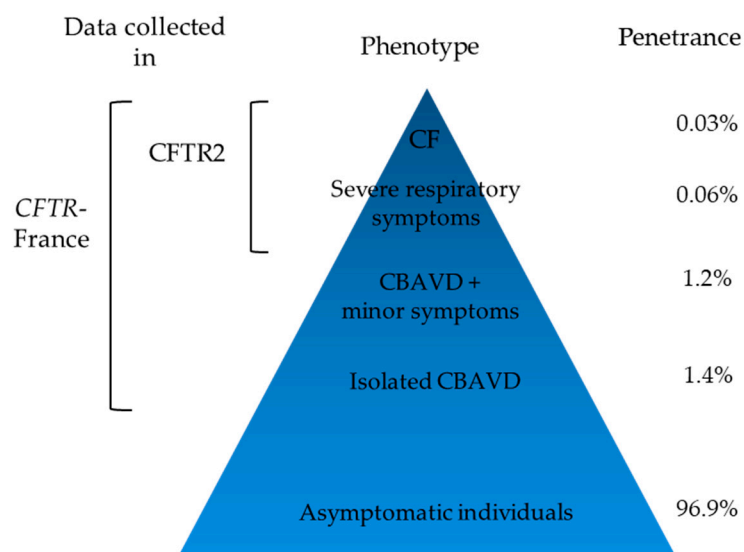 Data collected
in
Phenotype
Penetrance
CFTR-
France
CFTR2
CF
0.03%
Severe respiratory
symptoms
0.06%
CBAVD +
minor symptoms
1.2%
Isolated CBAVD
1.4%
Asymptomatic individuals
96.9%